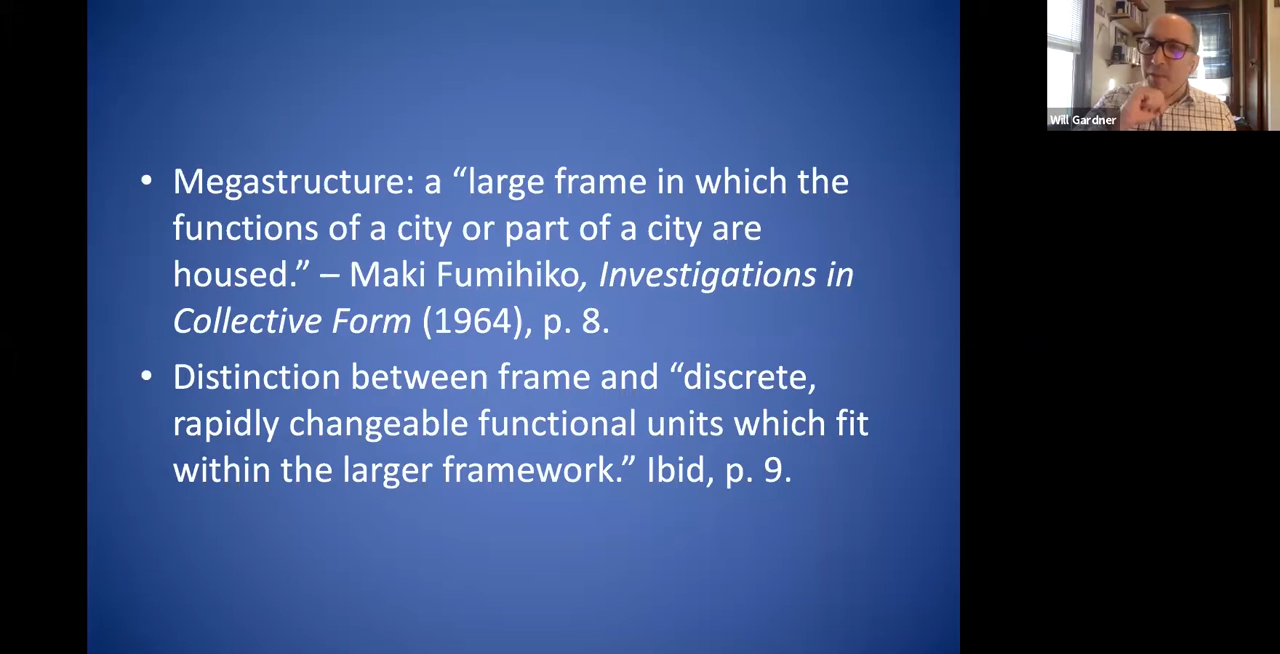 • Megastructure: a “large frame in which the
functions of a city or part of a city are
housed.” – Maki Fumihiko, Investigations in
Collective Form (1964), p. 8.
• Distinction between frame and “discrete,
rapidly changeable functional units which fit
within the larger framework.” Ibid, p. 9.
Will Gardner